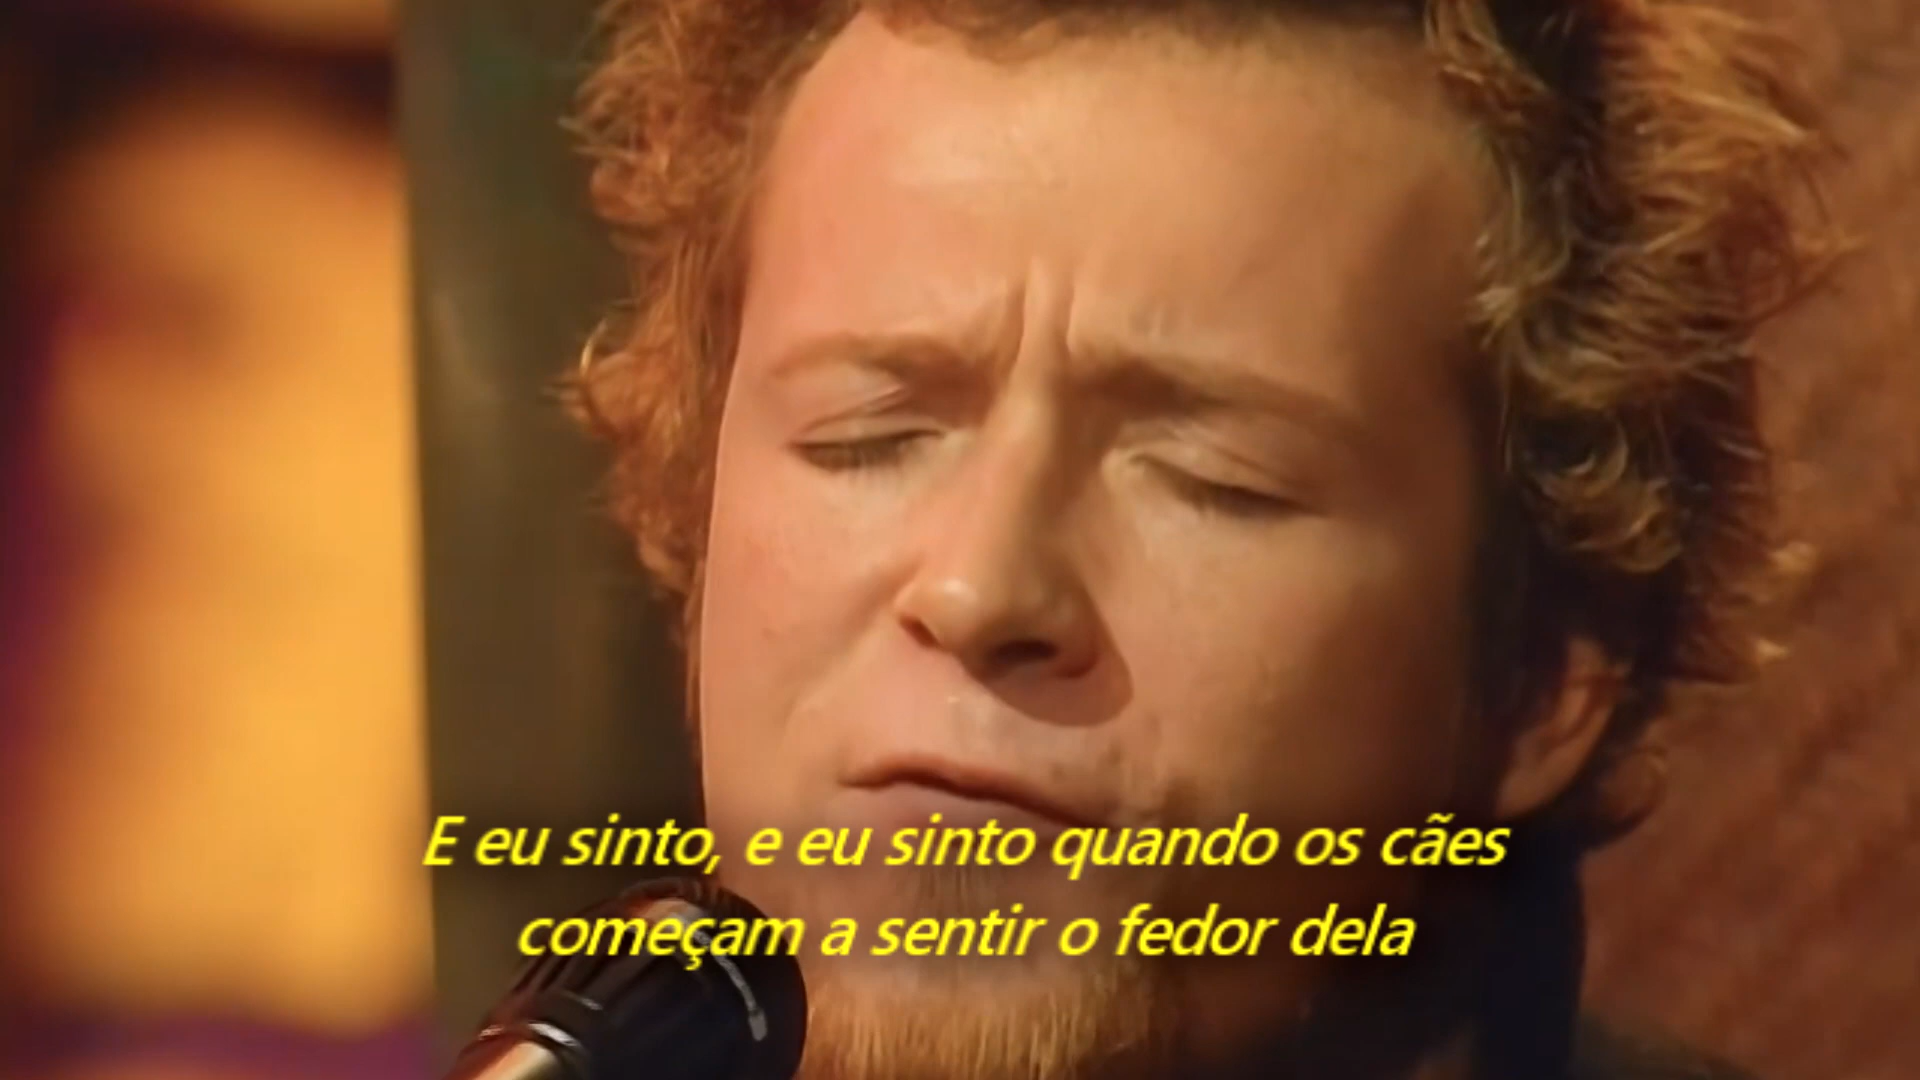 E eu sinto, e eu sinto quando os cães
começam a sentir o fedor dela